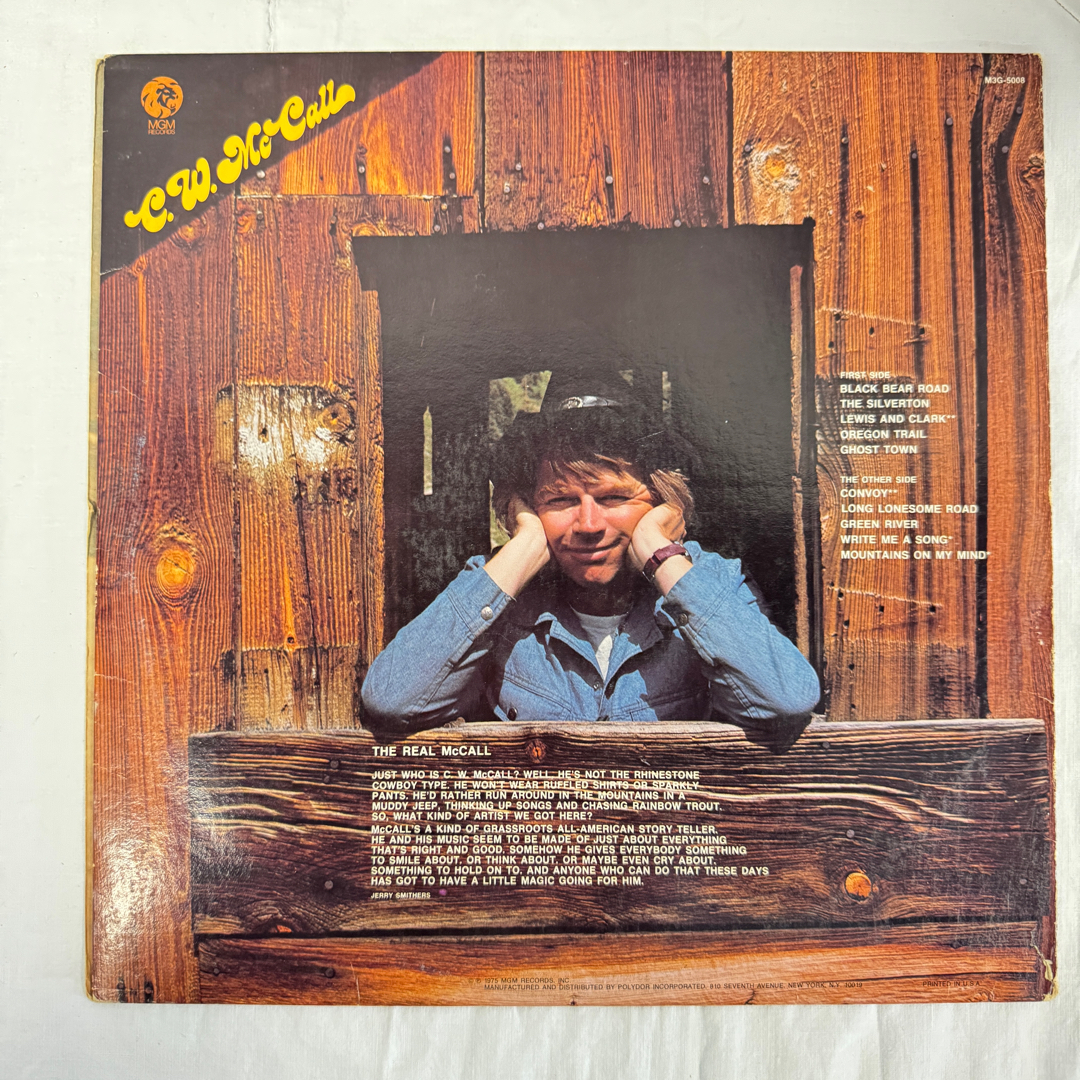 MGM
RECORDS
C.W. McCall
M3G-5008
FIRST SIDE
BLACK BEAR ROAD
THE SILVERTON
LEWIS AND CLARK**
OREGON TRAIL
GHOST TOWN
THE OTHER SIDE
CONVOY**
LONG LONESOME ROAD
GREEN RIVER
WRITE ME A SONG*
MOUNTAINS ON MY MIND*
THE REAL McCALL
JUST WHO IS C. W. McCALL? WELL, HE'S NOT THE RHINESTONE
COWBOY TYPE. HE WON'T WEAR RUFFLED SHIRTS OR SPARKLY
PANTS. HE'D RATHER RUN AROUND IN THE MOUNTAINS IN A
MUDDY JEEP, THINKING UP SONGS AND CHASING RAINBOW TROUT.
SO, WHAT KIND OF ARTIST WE GOT HERE?
McCALL'S A KIND OF GRASSROOTS ALL-AMERICAN STORY TELLER.
HE AND HIS MUSIC SEEM TO BE MADE OF JUST ABOUT EVERYTHING
THAT'S RIGHT AND GOOD. SOMEHOW HE GIVES EVERYBODY SOMETHING
TO SMILE ABOUT. OR THINK ABOUT. OR MAYBE EVEN CRY ABOUT.
SOMETHING TO HOLD ON TO. AND ANYONE WHO CAN DO THAT THESE DAYS
HAS GOT TO HAVE A LITTLE MAGIC GOING FOR HIM.
JERRY SMITHERS
© ℗ 1975 MGM RECORDS, INC.
MANUFACTURED AND DISTRIBUTED BY POLYDOR INCORPORATED, 810 SEVENTH AVENUE, NEW YORK, N.Y. 10019
PRINTED IN U.S.A.